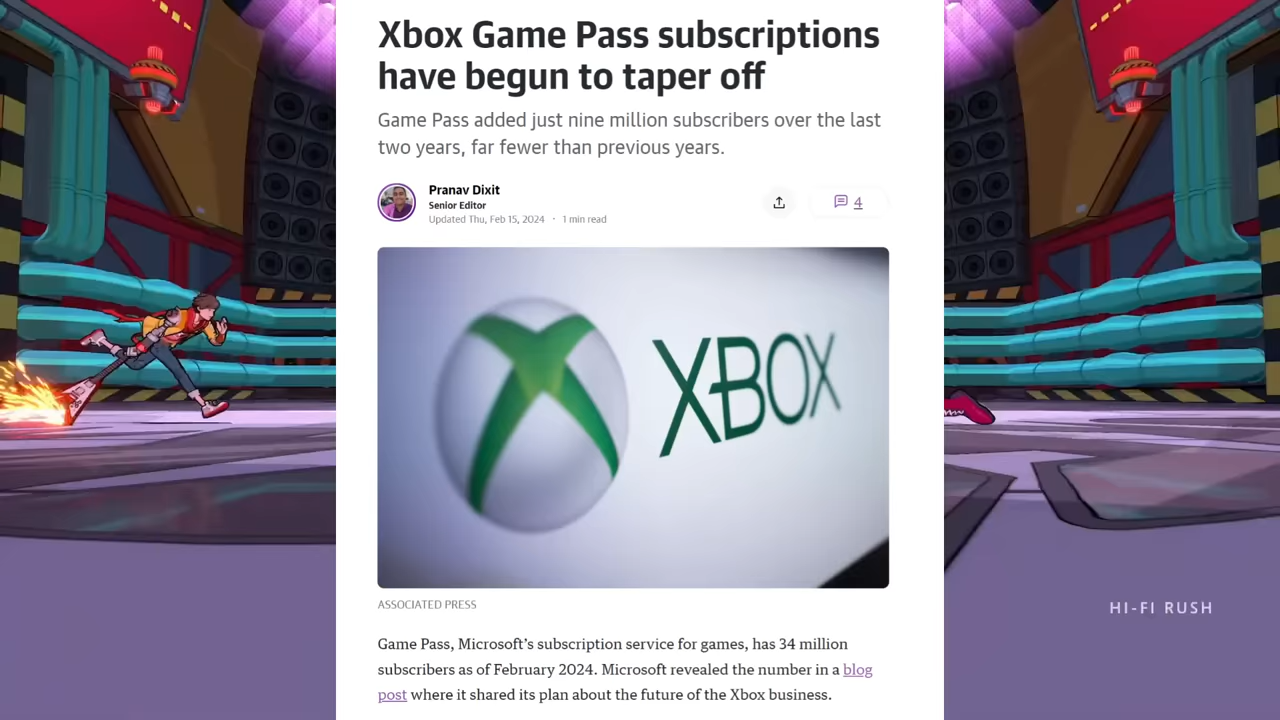 Xbox Game Pass subscriptions
have begun to taper off
Game Pass added just nine million subscribers over the last
two years, far fewer than previous years.
Pranav Dixit
Senior Editor
Updated Thu, Feb 15, 2024 · 1 min read
4
XBOX
ASSOCIATED PRESS
HI-FI RUSH
Game Pass, Microsoft’s subscription service for games, has 34 million
subscribers as of February 2024. Microsoft revealed the number in a blog
post where it shared its plan about the future of the Xbox business.